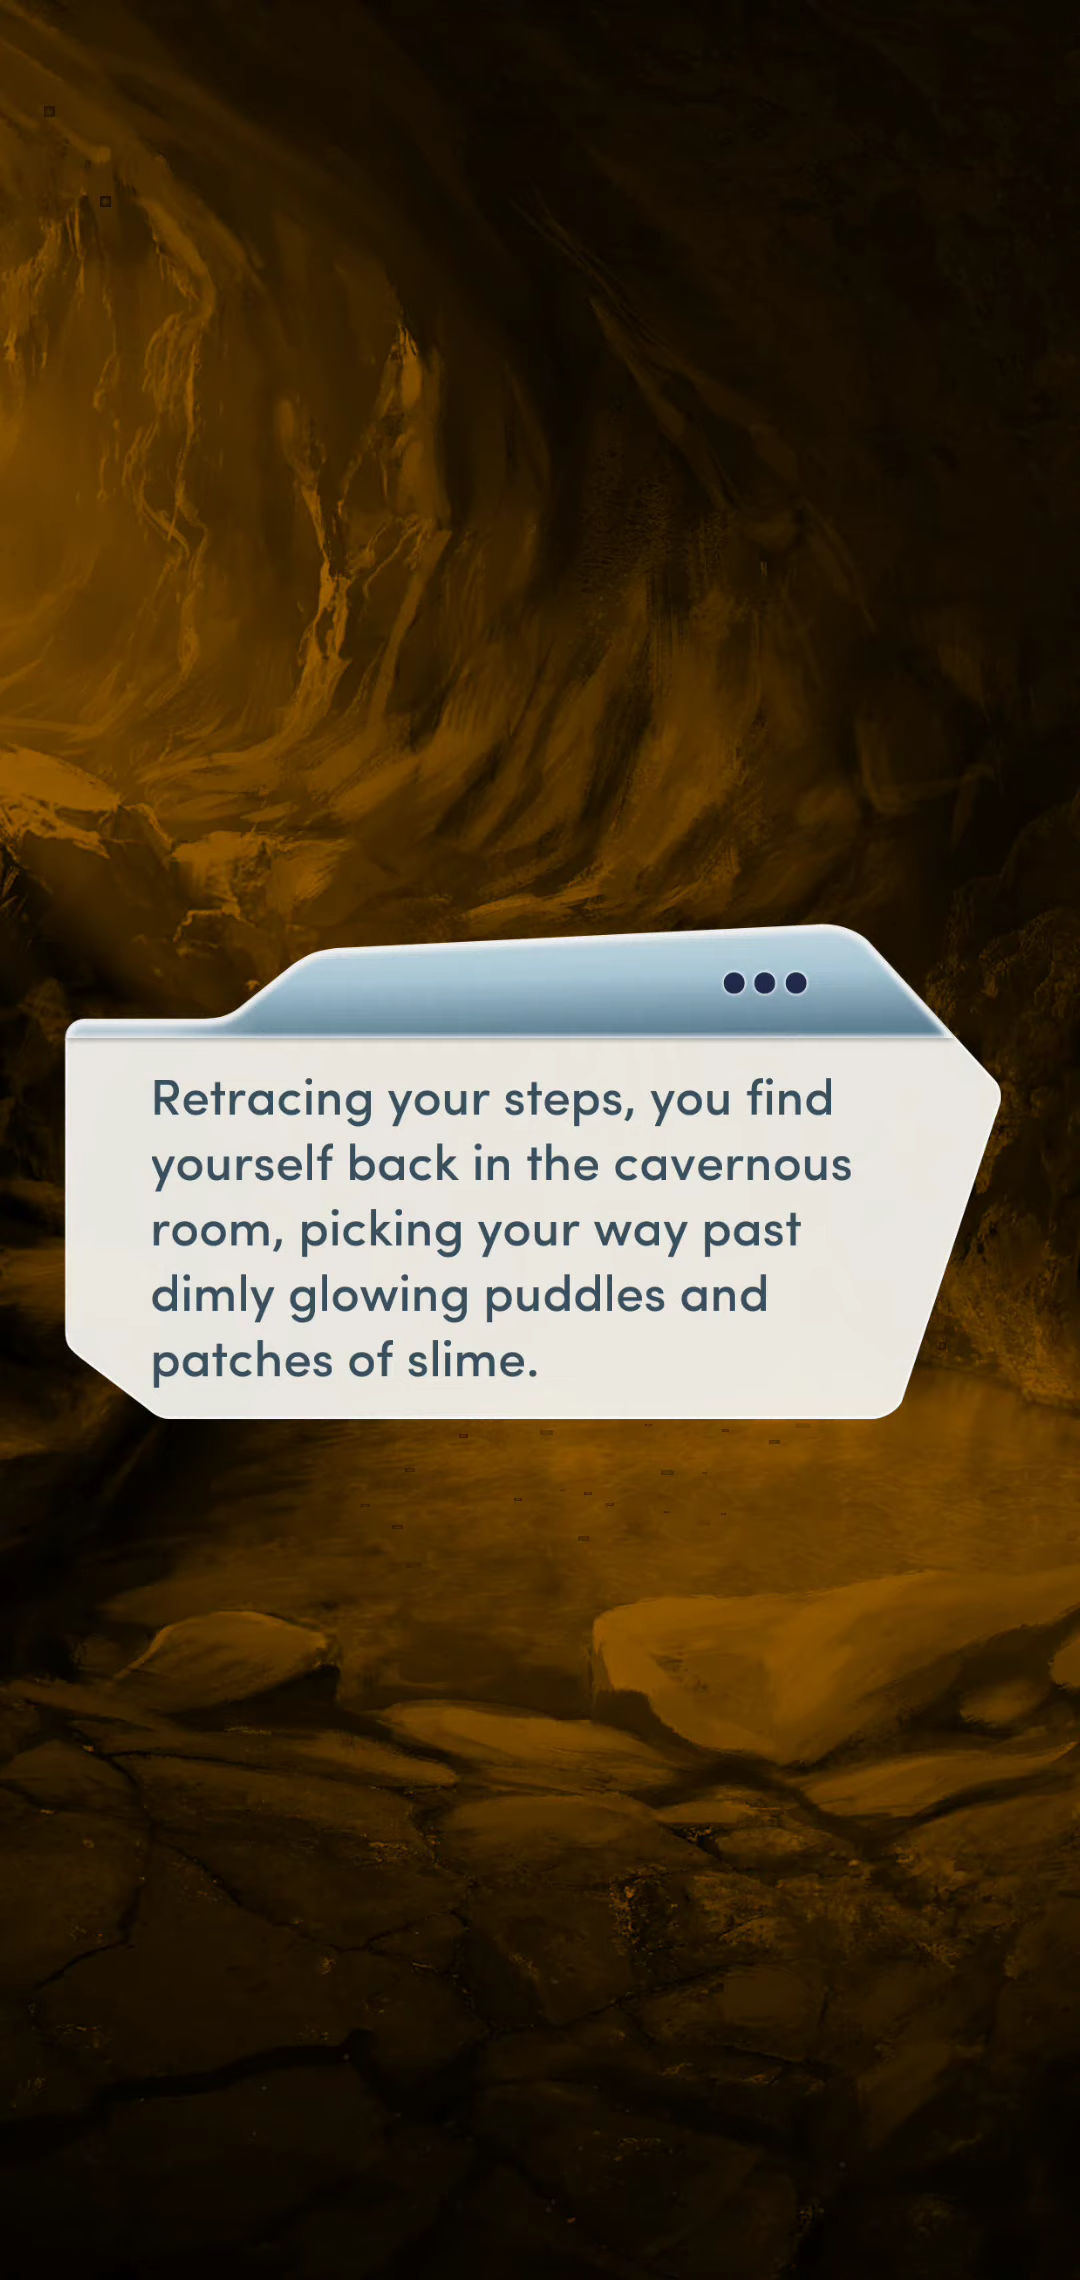 Retracing your steps, you find
yourself back in the cavernous
room, picking your way past
dimly glowing puddles and
patches of slime.